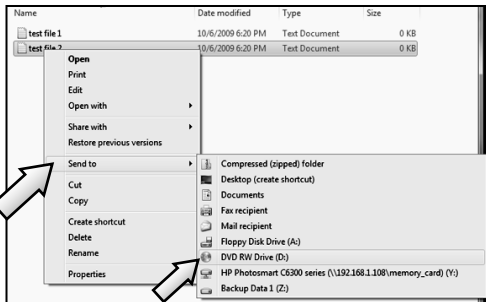 Name Date modified Type Size
test file 1 10/6/2009 6:20 PM Text Document 0 KB
test file 2 10/6/2009 6:20 PM Text Document 0 KB
Open
Print
Edit
Open with
Share with
Restore previous versions
Send to
Cut
Copy
Create shortcut
Delete
Rename
Properties
Compressed (zipped) folder
Desktop (create shortcut)
Documents
Fax recipient
Mail recipient
Floppy Disk Drive (A:)
DVD RW Drive (D:)
HP Photosmart C6300 series (\\192.168.1.108\memory_card) (Y:)
Backup Data 1 (Z:)